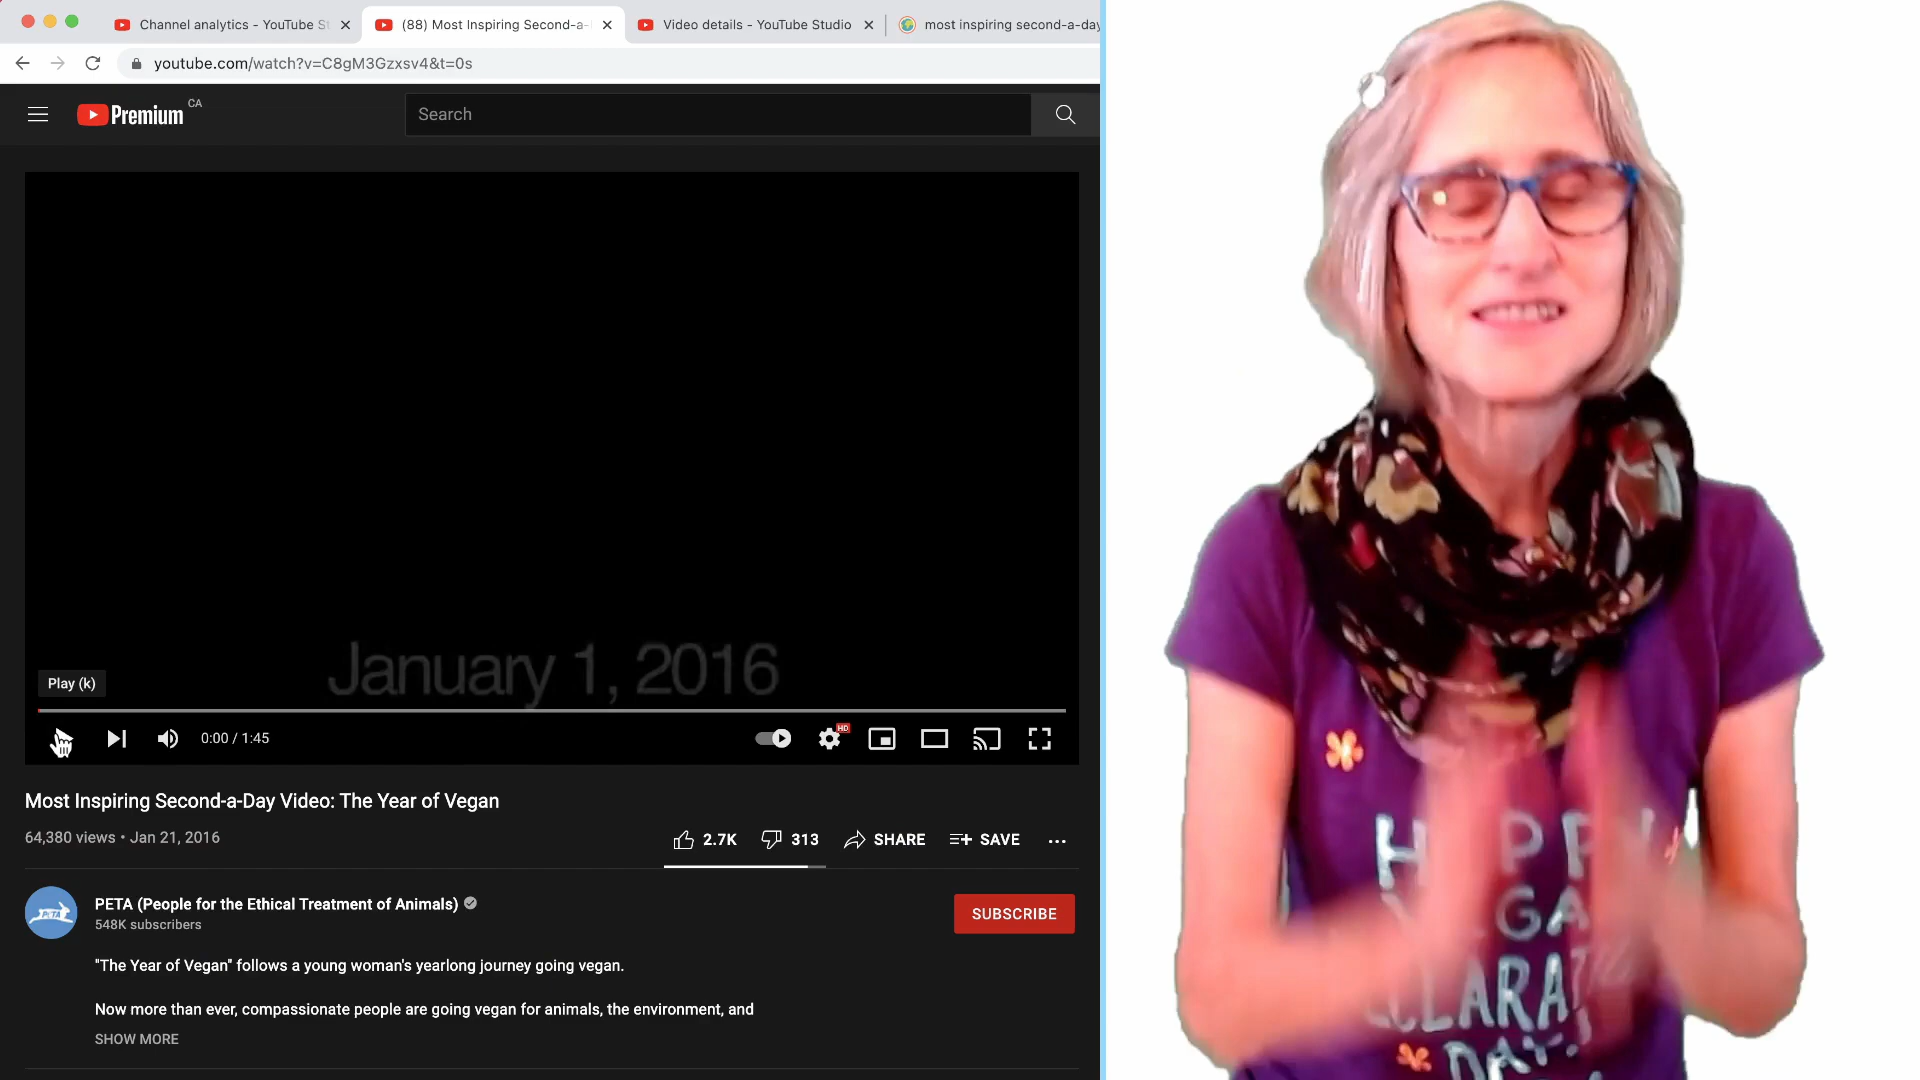 Channel analytics - YouTube St
(88) Most Inspiring Second-a-
Video details - YouTube Studio
most inspiring second-a-day
youtube.com/watch?v=C8gM3Gzxsv4&t=0s
Premium CA
Search
January 1, 2016
Play (k)
0:00 / 1:45
HD
Most Inspiring Second-a-Day Video: The Year of Vegan
64,380 views • Jan 21, 2016
2.7K
313
SHARE
SAVE
PETA
PETA (People for the Ethical Treatment of Animals)
548K subscribers
SUBSCRIBE
"The Year of Vegan" follows a young woman's yearlong journey going vegan.
Now more than ever, compassionate people are going vegan for animals, the environment, and
SHOW MORE
DAY!